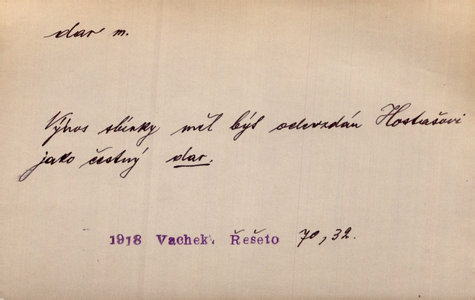 dar m.
Výnos sbírky měl být odevzdán Hostašovi
jako čestný dar.
1918 Vachek, Řešeto 70, 32.